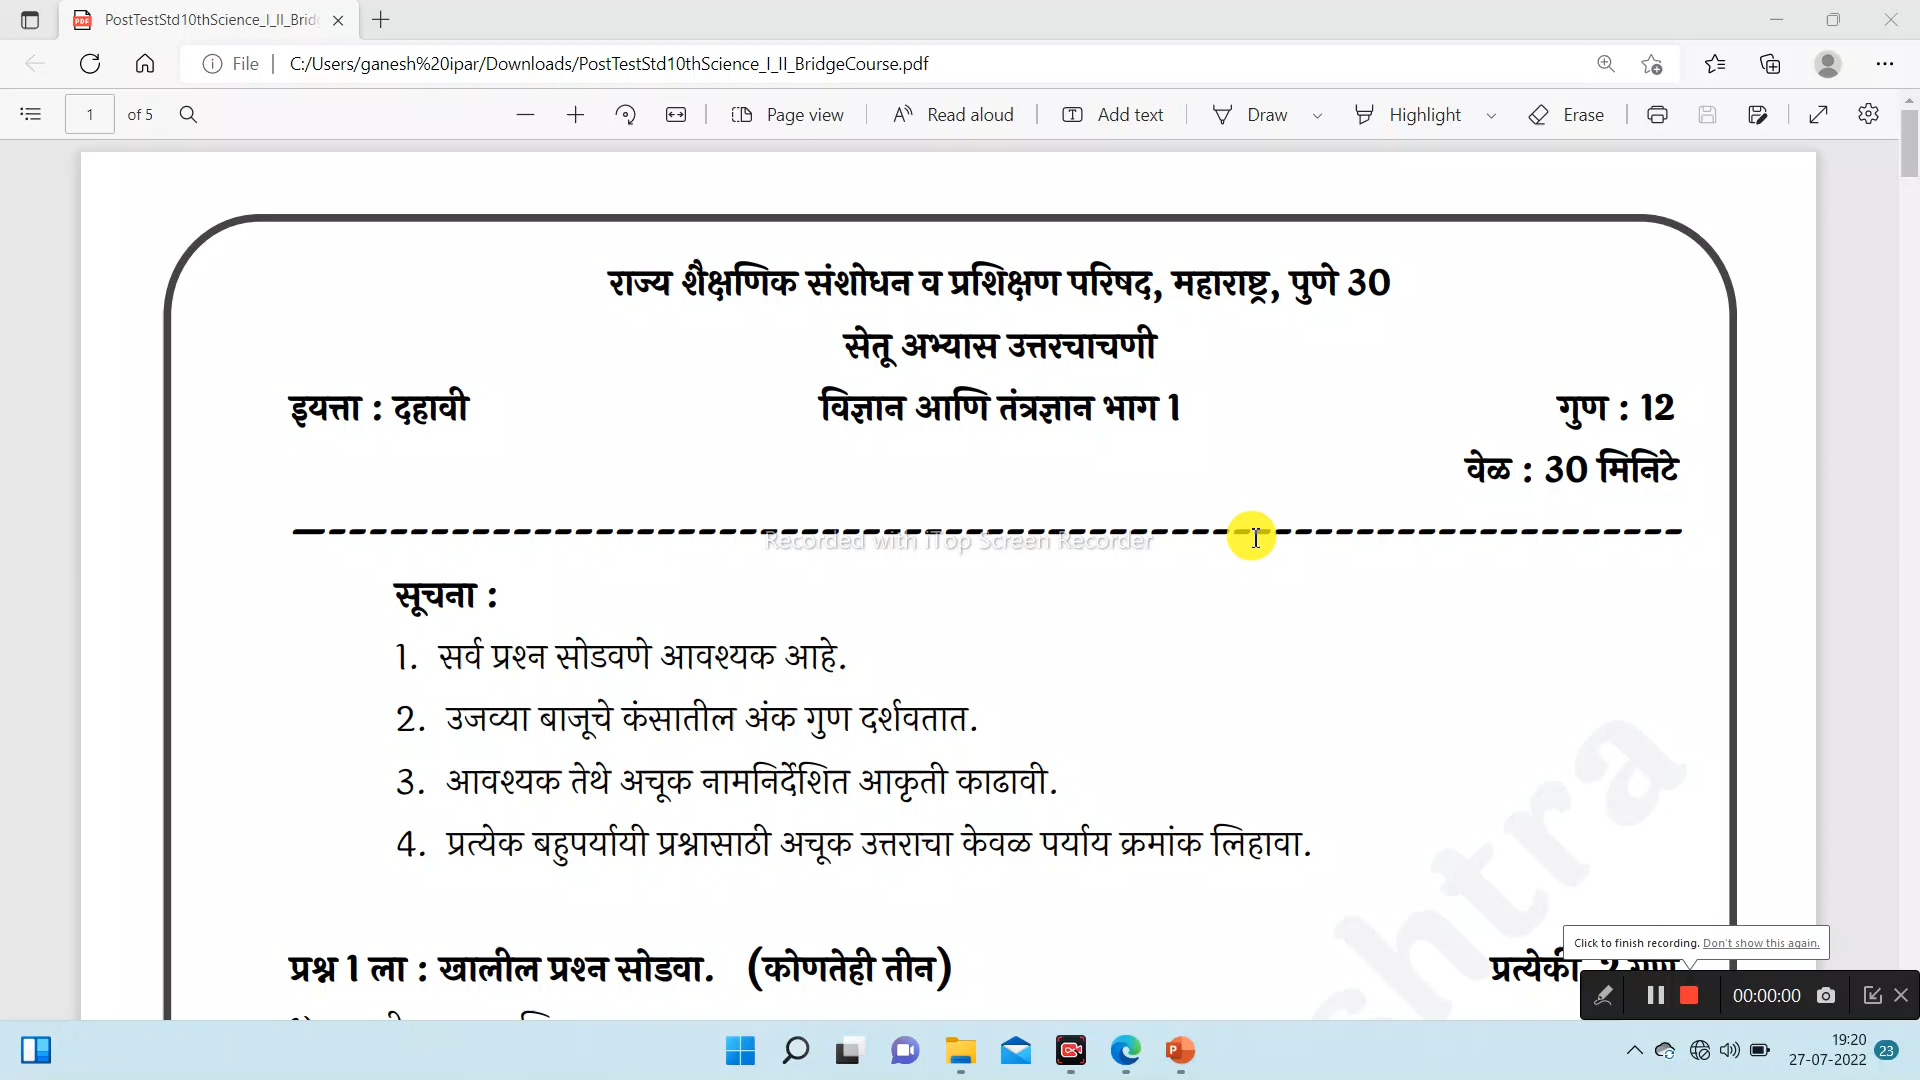 PostTestStd10thScience_I_II_Brid
File
C:/Users/ganesh%20ipar/Downloads/PostTestStd10thScience_I_II_BridgeCourse.pdf
1 of 5
Page view
Read aloud
Add text
Draw
Highlight
Erase
राज्य शैक्षणिक संशोधन व प्रशिक्षण परिषद, महाराष्ट्र, पुणे 30
सेतू अभ्यास उत्तरचाचणी
इयत्ता : दहावी विज्ञान आणि तंत्रज्ञान भाग 1 गुण : 12
वेळ : 30 मिनिटे
Recorded with iTop Screen Recorder
सूचना :
1. सर्व प्रश्न सोडवणे आवश्यक आहे.
2. उजव्या बाजूचे कंसातील अंक गुण दर्शवतात.
3. आवश्यक तेथे अचूक नामनिर्देशित आकृती काढावी.
4. प्रत्येक बहुपर्यायी प्रश्नासाठी अचूक उत्तराचा केवळ पर्याय क्रमांक लिहावा.
shtra
Click to finish recording. Don't show this again.
प्रश्न 1 ला : खालील प्रश्न सोडवा. (कोणतेही तीन) प्रत्येकी 2 गुण
00:00:00
19:20
27-07-2022
23